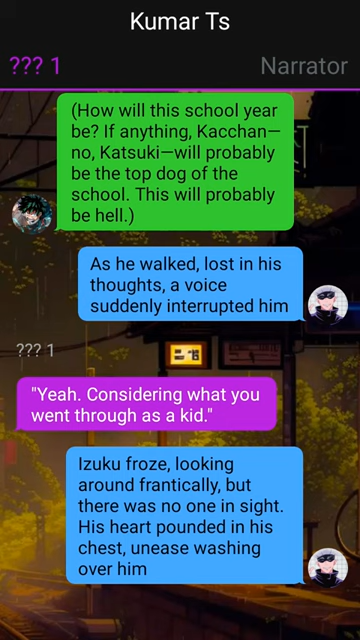 Kumar Ts
??? 1
Narrator
(How will this school year
be? If anything, Kacchan—
no, Katsuki—will probably
be the top dog of the
school. This will probably
be hell.)
As he walked, lost in his
thoughts, a voice
suddenly interrupted him
??? 1
"Yeah. Considering what you
went through as a kid."
Izuku froze, looking
around frantically, but
there was no one in sight.
His heart pounded in his
chest, unease washing
over him